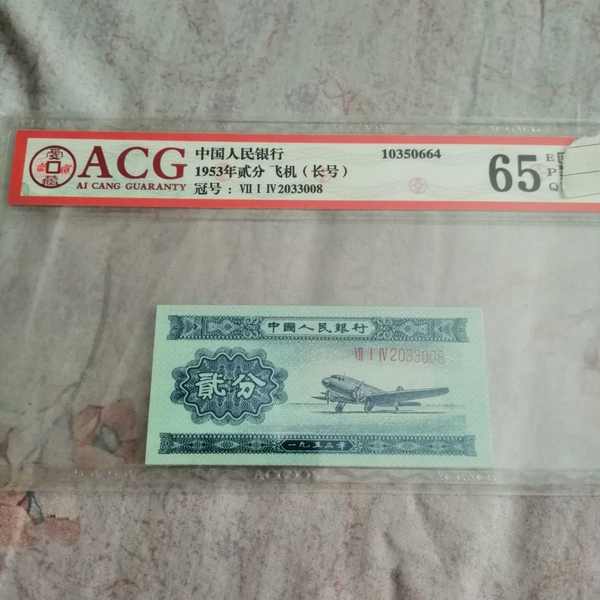 ACG
AI CANG GUARANTY
中国人民银行
1953年贰分 飞机（长号）
冠号：Ⅶ Ⅰ Ⅳ 2033008
10350664
65
E
P
Q
中國人民銀行
Ⅶ Ⅰ Ⅳ 2033008
貳分
一九五三年